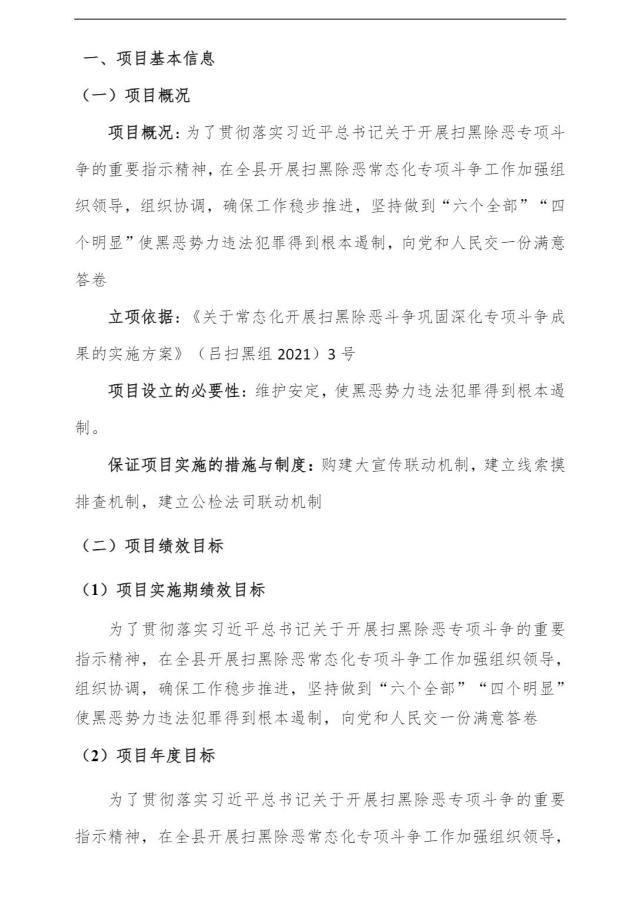 一、项目基本信息
（一）项目概况
项目概况：为了贯彻落实习近平总书记关于开展扫黑除恶专项斗
争的重要指示精神，在全县开展扫黑除恶常态化专项斗争工作加强组
织领导，组织协调，确保工作稳步推进，坚持做到“六个全部”“四
个明显”使黑恶势力违法犯罪得到根本遏制，向党和人民交一份满意
答卷
立项依据：《关于常态化开展扫黑除恶斗争巩固深化专项斗争成
果的实施方案》（吕扫黑组 2021）3 号
项目设立的必要性：维护安定，使黑恶势力违法犯罪得到根本遏
制。
保证项目实施的措施与制度：购建大宣传联动机制，建立线索摸
排查机制，建立公检法司联动机制
（二）项目绩效目标
（1）项目实施期绩效目标
为了贯彻落实习近平总书记关于开展扫黑除恶专项斗争的重要
指示精神，在全县开展扫黑除恶常态化专项斗争工作加强组织领导，
组织协调，确保工作稳步推进，坚持做到“六个全部”“四个明显”
使黑恶势力违法犯罪得到根本遏制，向党和人民交一份满意答卷
（2）项目年度目标
为了贯彻落实习近平总书记关于开展扫黑除恶专项斗争的重要
指示精神，在全县开展扫黑除恶常态化专项斗争工作加强组织领导，